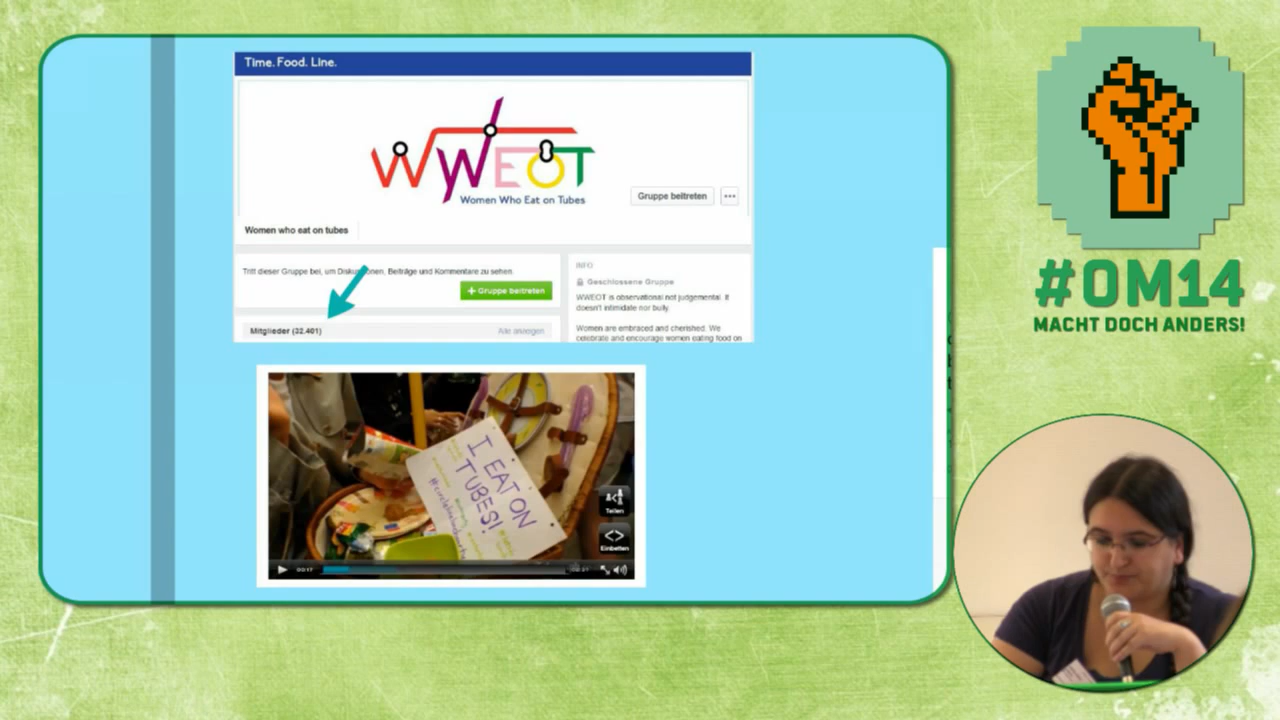 Time. Food. Line.
WWEOT
Women Who Eat on Tubes
Gruppe beitreten
Women who eat on tubes
Tritt dieser Gruppe bei, um Diskussionen, Beiträge und Kommentare zu sehen.
+ Gruppe beitreten
Mitglieder (32.401)
Alle anzeigen
INFO
Geschlossene Gruppe
WWEOT is observational not judgemental. It
doesn't intimidate nor bully.
Women are embraced and cherished. We
celebrate and encourage women eating food on
I EAT ON
TUBES!
Teilen
Einbetten
00:17
#OM14
MACHT DOCH ANDERS!